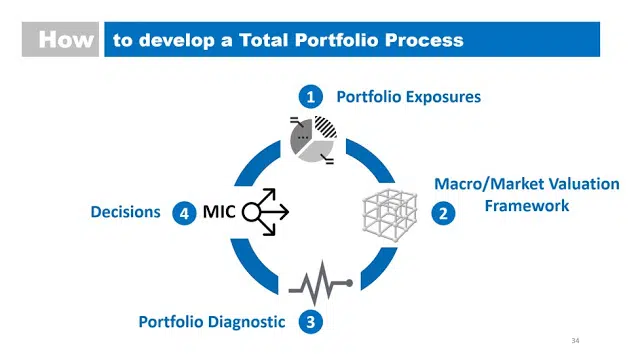 How to develop a Total Portfolio Process
1 Portfolio Exposures
Macro/Market Valuation
Framework
2
Portfolio Diagnostic 3
Decisions 4 MIC
34